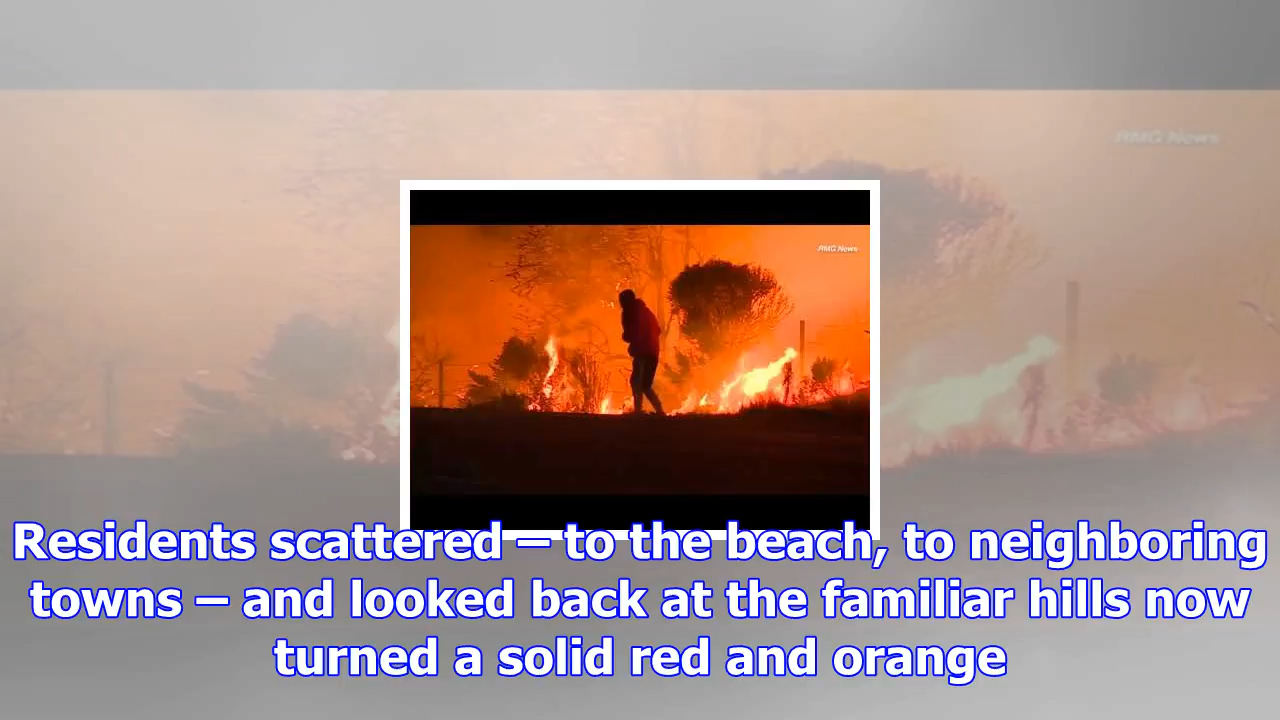 RMG News
RMG News
Residents scattered – to the beach, to neighboring
towns – and looked back at the familiar hills now
turned a solid red and orange